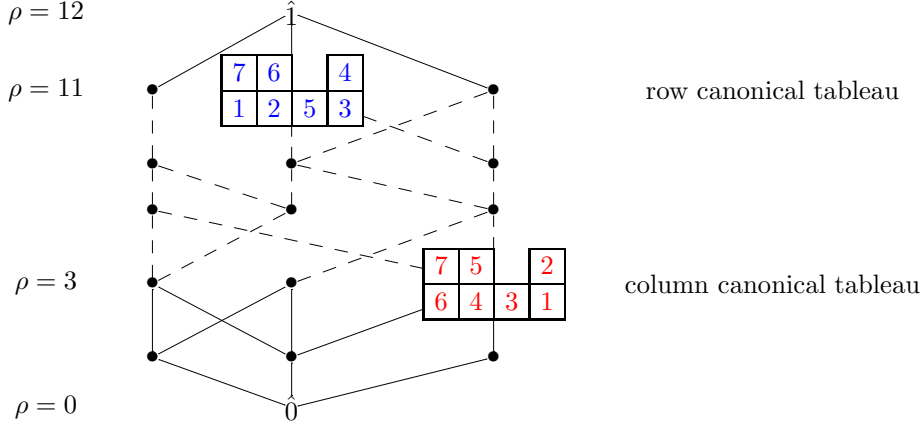 ρ = 12
1̂
7 6 4
ρ = 11
row canonical tableau
1 2 5 3
7 5 2
ρ = 3
column canonical tableau
6 4 3 1
ρ = 0
0̂